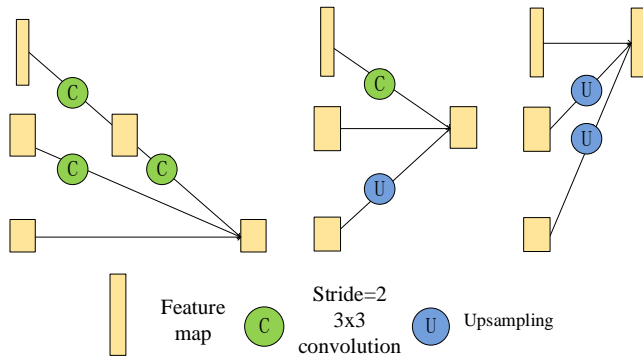 C
C
C
C
U
U
U
Feature
map
C
Stride=2
3x3
convolution
U
Upsampling